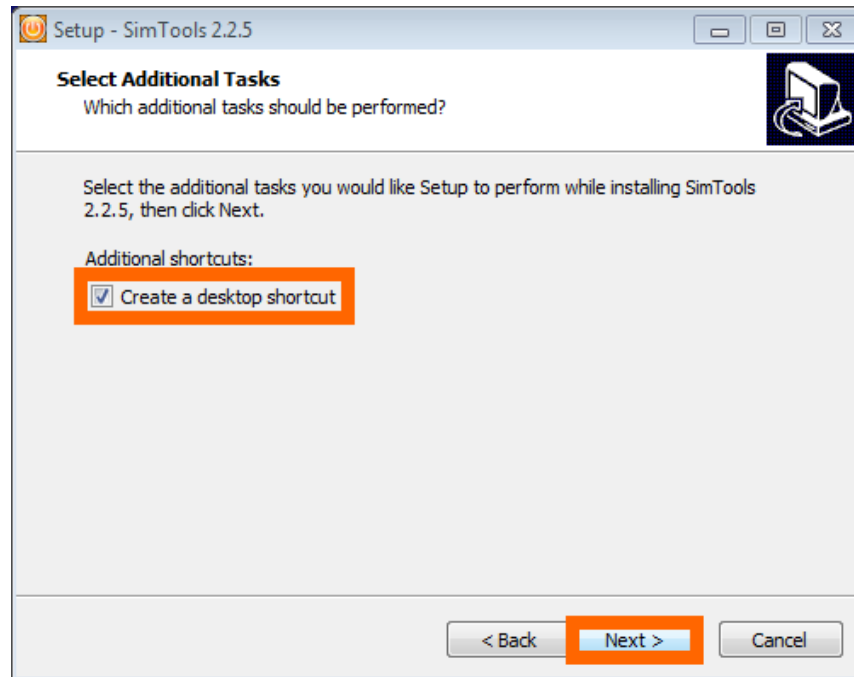 Setup - SimTools 2.2.5
Select Additional Tasks
Which additional tasks should be performed?
Select the additional tasks you would like Setup to perform while installing SimTools
2.2.5, then click Next.
Additional shortcuts:
Create a desktop shortcut
< Back Next > Cancel